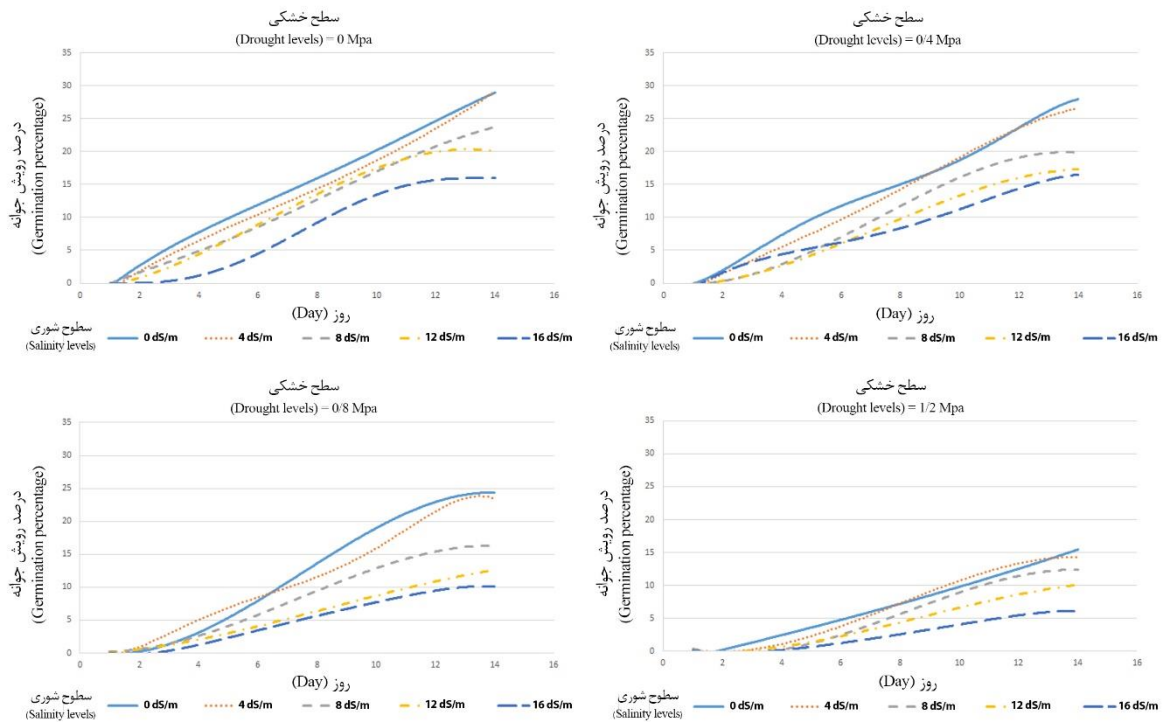 سطح خشکی
(Drought levels) = 0 Mpa
35
30
25
20
15
10
5
0
درصد رویش جوانه
(Germination percentage)
0 2 4 6 8 10 12 14 16
روز (Day)
سطوح شوری
(Salinity levels)
0 dS/m 4 dS/m 8 dS/m 12 dS/m 16 dS/m
سطح خشکی
(Drought levels) = 0/4 Mpa
35
30
25
20
15
10
5
0
درصد رویش جوانه
(Germination percentage)
0 2 4 6 8 10 12 14 16
روز (Day)
سطوح شوری
(Salinity levels)
0 dS/m 4 dS/m 8 dS/m 12 dS/m 16 dS/m
سطح خشکی
(Drought levels) = 0/8 Mpa
35
30
25
20
15
10
5
0
درصد رویش جوانه
(Germination percentage)
0 2 4 6 8 10 12 14 16
روز (Day)
سطوح شوری
(Salinity levels)
0 dS/m 4 dS/m 8 dS/m 12 dS/m 16 dS/m
سطح خشکی
(Drought levels) = 1/2 Mpa
35
30
25
20
15
10
5
0
درصد رویش جوانه
(Germination percentage)
0 2 4 6 8 10 12 14 16
روز (Day)
سطوح شوری
(Salinity levels)
0 dS/m 4 dS/m 8 dS/m 12 dS/m 16 dS/m